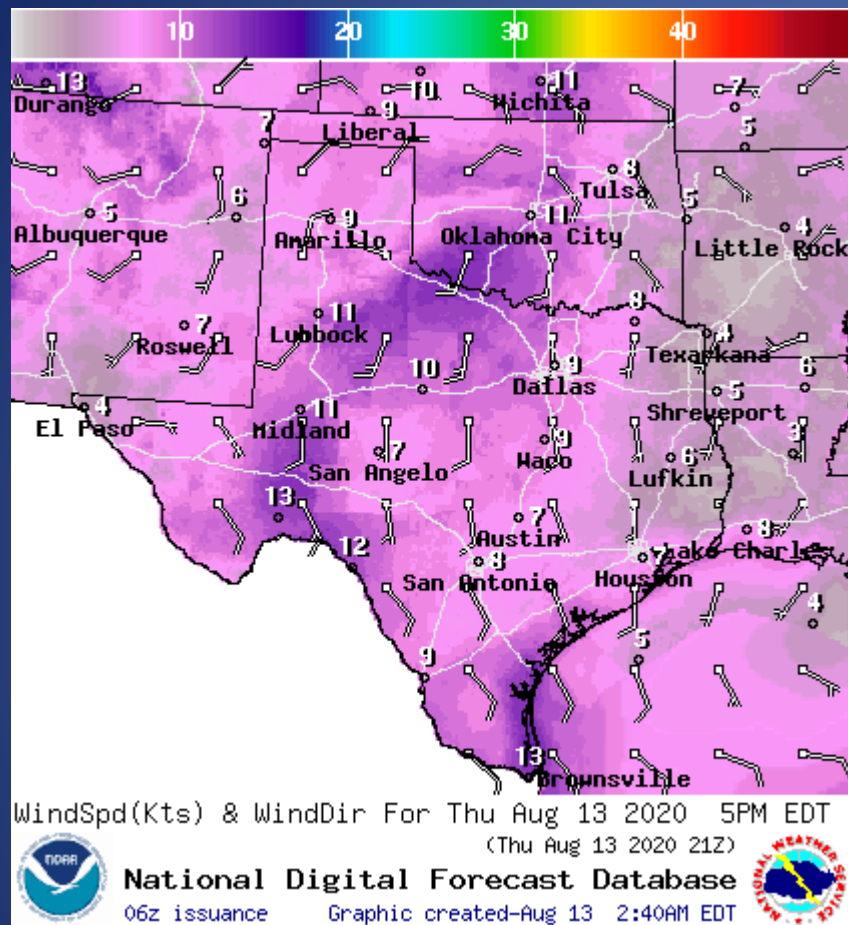 10 20 30 40
13 10 11 7
Durango Wichita
9
Liberal
7 5
8
Tulsa
6 5 9 11 5 4
Albuquerque Amarillo Oklahoma City Little Rock
7 11 8 4
Roswell Lubbock Texarkana
9
10 Dallas 5 6
4 11 Shreveport
El Paso Midland
7 9 6 3
San Angelo Waco Lufkin
13 7 8
Austin Lake Charl
12 8 7
San Antonio Houston
4
9 5
13
Brownsville
WindSpd(Kts) & WindDir For Thu Aug 13 2020 5PM EDT
(Thu Aug 13 2020 21Z)
National Digital Forecast Database
06z issuance Graphic created-Aug 13 2:40AM EDT
NOAA
NATIONAL WEATHER SERVICE